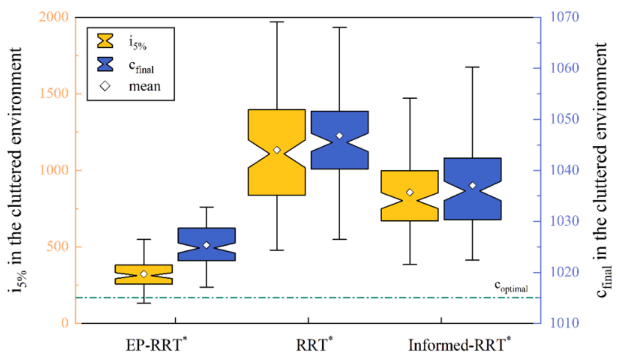 2000
1500
1000
500
0
i5% in the cluttered environment
i5%
cfinal
mean
coptimal
EP-RRT*
RRT*
Informed-RRT*
1070
1060
1050
1040
1030
1020
1010
cfinal in the cluttered environment